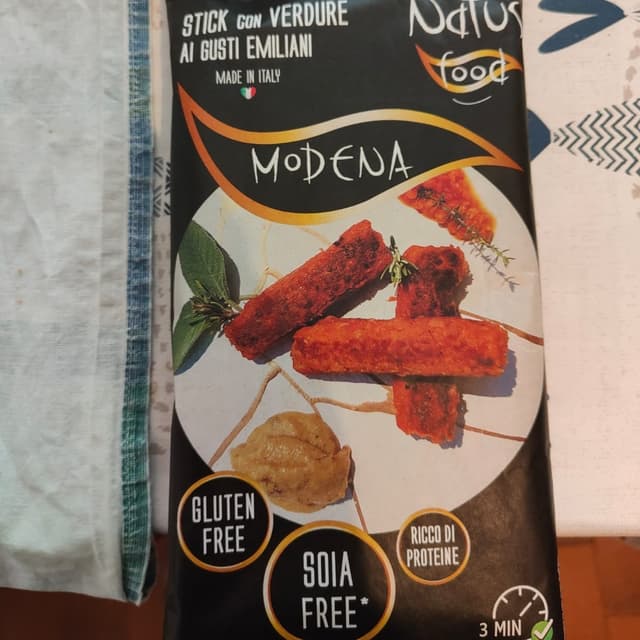 STICK con VERDURE
AI GUSTI EMILIANI
MADE IN ITALY
food
MODENA
GLUTEN
FREE
SOIA
FREE*
RICCO DI
PROTEINE
3 MIN